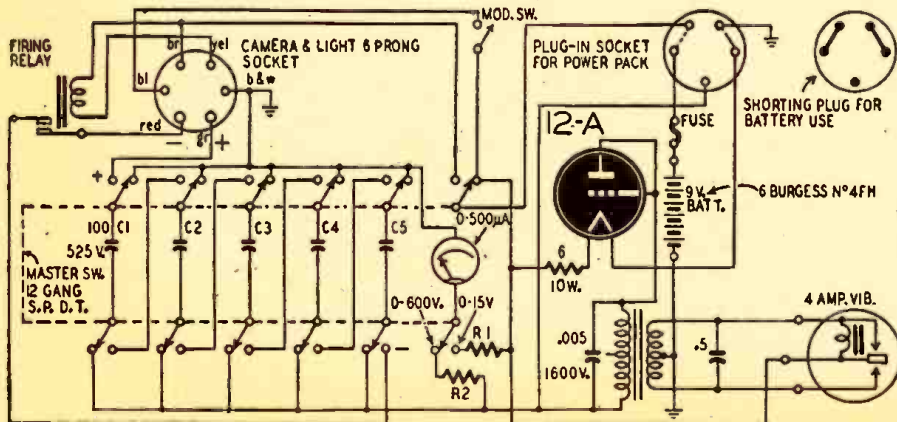 FIRING
RELAY
br
yel
bl
CAMERA & LIGHT 6 PRONG
SOCKET
b&w
red
gr
−
+
MOD. SW.
PLUG-IN SOCKET
FOR POWER PACK
SHORTING PLUG FOR
BATTERY USE
FUSE
12-A
9 V.
BATT.
6 BURGESS Nº 4FH
+
100
C1
C2
C3
C4
C5
525 V.
0-500µA
MASTER SW.
12 GANG
S.P.D.T.
0-600V.
0-15V
−
R1
R2
6
10W.
.005
1600V.
.5
4 AMP. VIB.